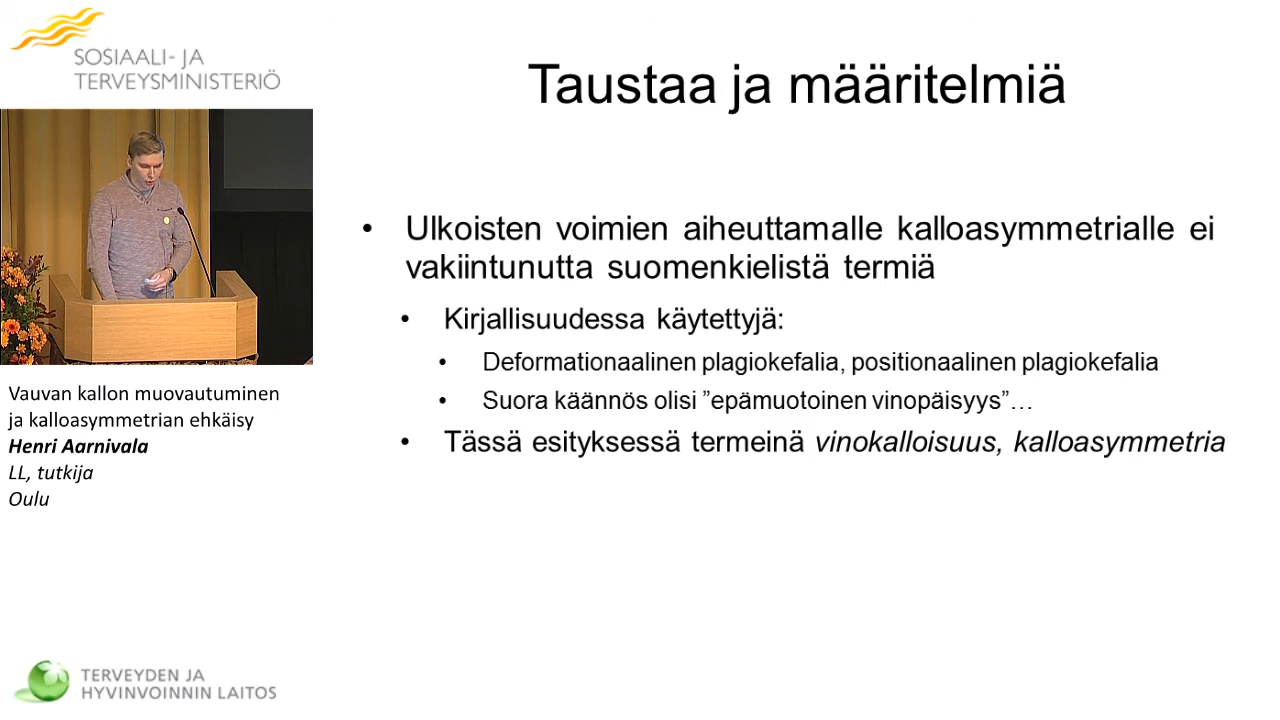 SOSIAALI- JA
TERVEYSMINISTERIÖ
Taustaa ja määritelmiä
• Ulkoisten voimien aiheuttamalle kalloasymmetrialle ei
vakiintunutta suomenkielistä termiä
• Kirjallisuudessa käytettyjä:
• Deformationaalinen plagiokefalia, positionaalinen plagiokefalia
• Suora käännös olisi ”epämuotoinen vinopäisyys”…
• Tässä esityksessä termeinä vinokalloisuus, kalloasymmetria
Vauvan kallon muovautuminen
ja kalloasymmetrian ehkäisy
Henri Aarnivala
LL, tutkija
Oulu
TERVEYDEN JA
HYVINVOINNIN LAITOS